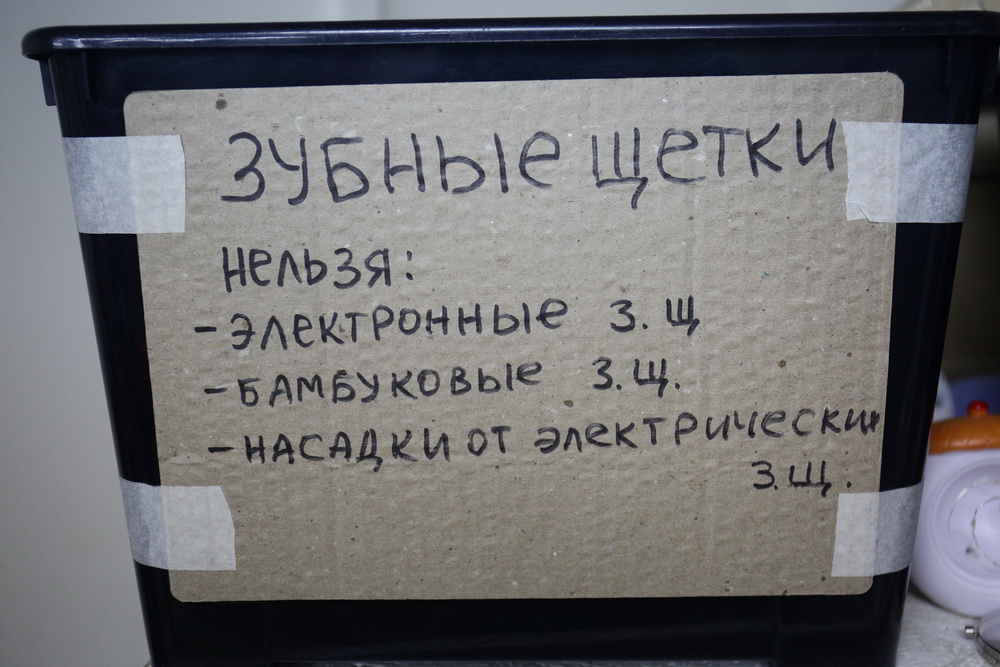 ЗУБНЫЕ ЩЕТКИ
НЕЛЬЗЯ:
- ЭЛЕКТРОННЫЕ З. Щ
- БАМБУКОВЫЕ З.Щ.
- НАСАДКИ ОТ ЭЛЕКТРИЧЕСКИХ
З.Щ.